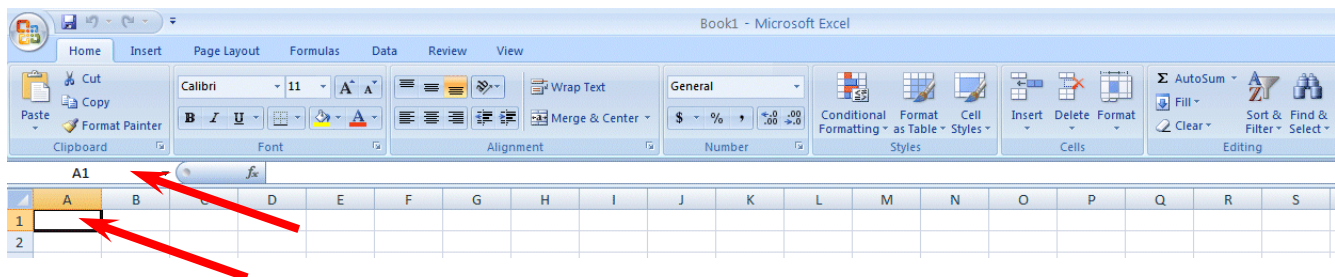 Book1 - Microsoft Excel
Home Insert Page Layout Formulas Data Review View
Cut
Copy
Format Painter
Paste
Clipboard
Calibri 11 A A
B I U A
Font
Wrap Text
Merge & Center
Alignment
General
$ % , .0 .00 .00 .0
Number
Conditional Formatting Format as Table Cell Styles
Styles
Insert Delete Format
Cells
Σ AutoSum
Fill
Clear
Sort & Filter Find & Select
Editing
A1 fx
A B C D E F G H I J K L M N O P Q R S
1
2